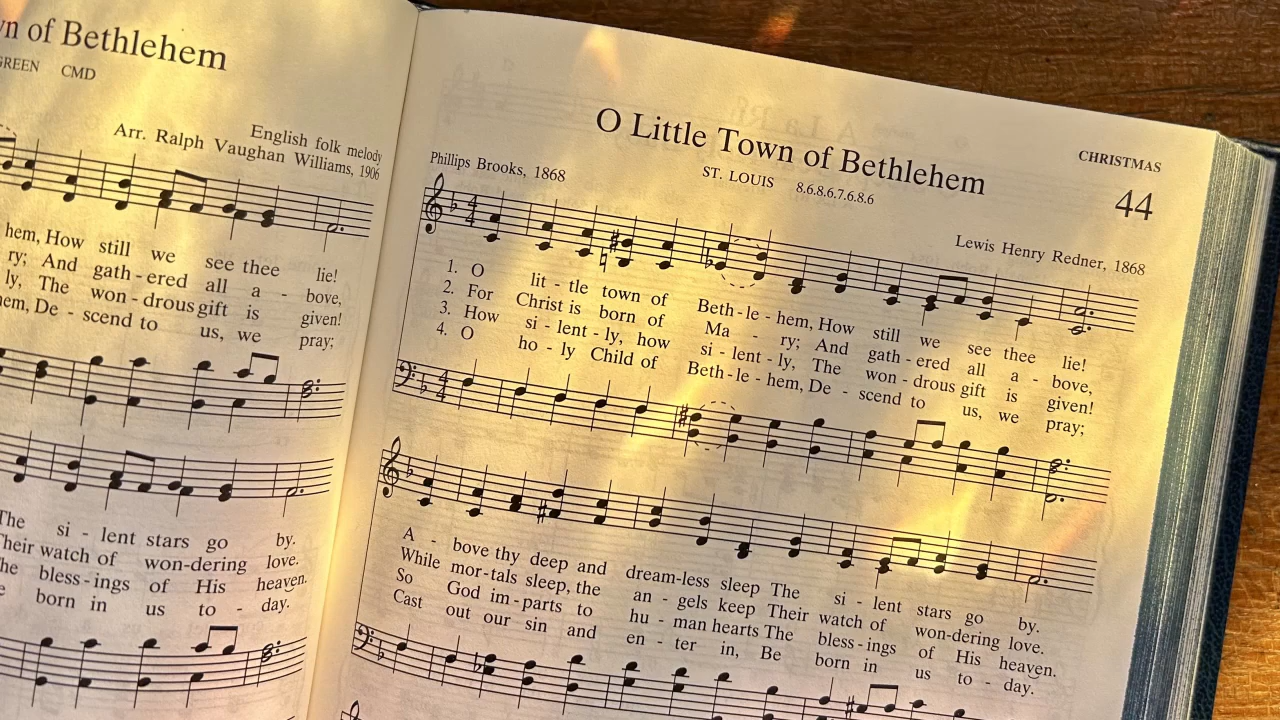 n of Bethlehem
GREEN CMD
English folk melody
Arr. Ralph Vaughan Williams, 1906
hem, How still we see thee lie!
ry; And gath - ered all a - bove,
ly, The won - drous gift is given!
hem, De - scend to us, we pray;
The si - lent stars go by.
Their watch of won-dering love.
The bless - ings of His heaven.
born in us to - day.
O Little Town of Bethlehem
CHRISTMAS
44
Phillips Brooks, 1868
ST. LOUIS 8.6.8.6.7.6.8.6
Lewis Henry Redner, 1868
1. O lit - tle town of Beth - le - hem, How still we see thee lie!
2. For Christ is born of Ma - ry; And gath - ered all a - bove,
3. How si - lent - ly, how si - lent - ly, The won - drous gift is given!
4. O ho - ly Child of Beth - le - hem, De - scend to us, we pray;
A - bove thy deep and dream-less sleep The si - lent stars go by.
While mor - tals sleep, the an - gels keep Their watch of won-dering love.
So God im - parts to hu - man hearts The bless - ings of His heaven.
Cast out our sin and en - ter in, Be born in us to - day.